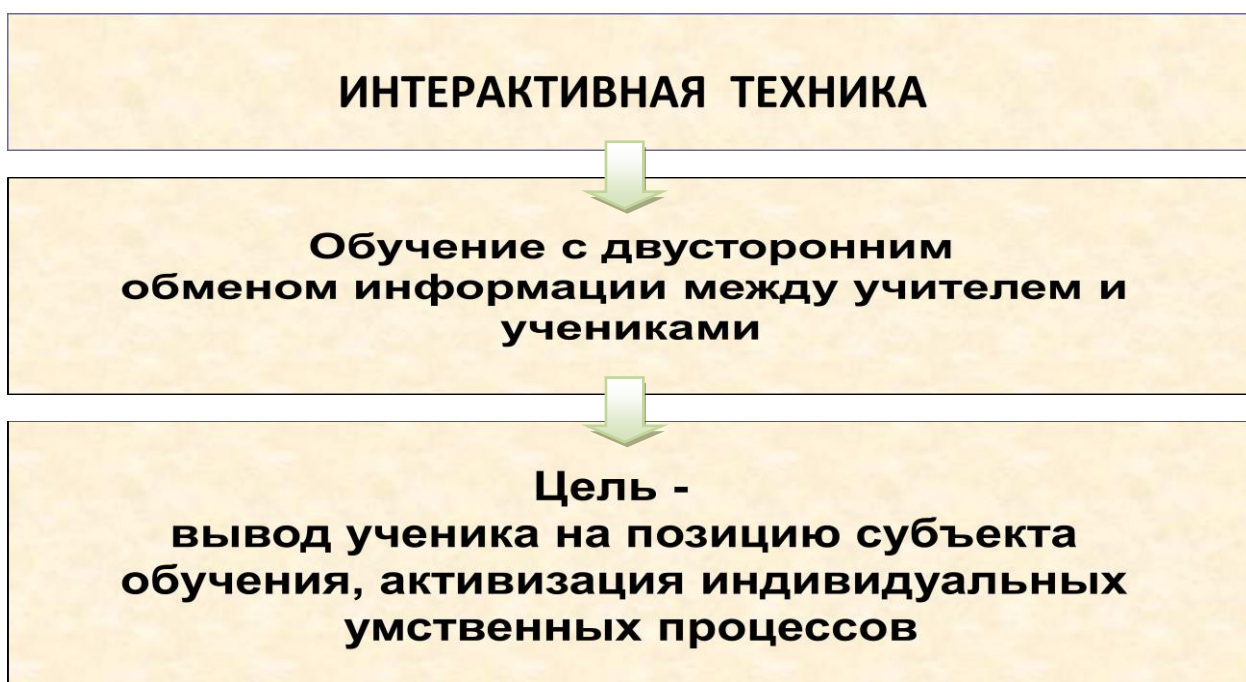 ИНТЕРАКТИВНАЯ ТЕХНИКА
Обучение с двусторонним
обменом информации между учителем и
учениками
Цель -
вывод ученика на позицию субъекта
обучения, активизация индивидуальных
умственных процессов